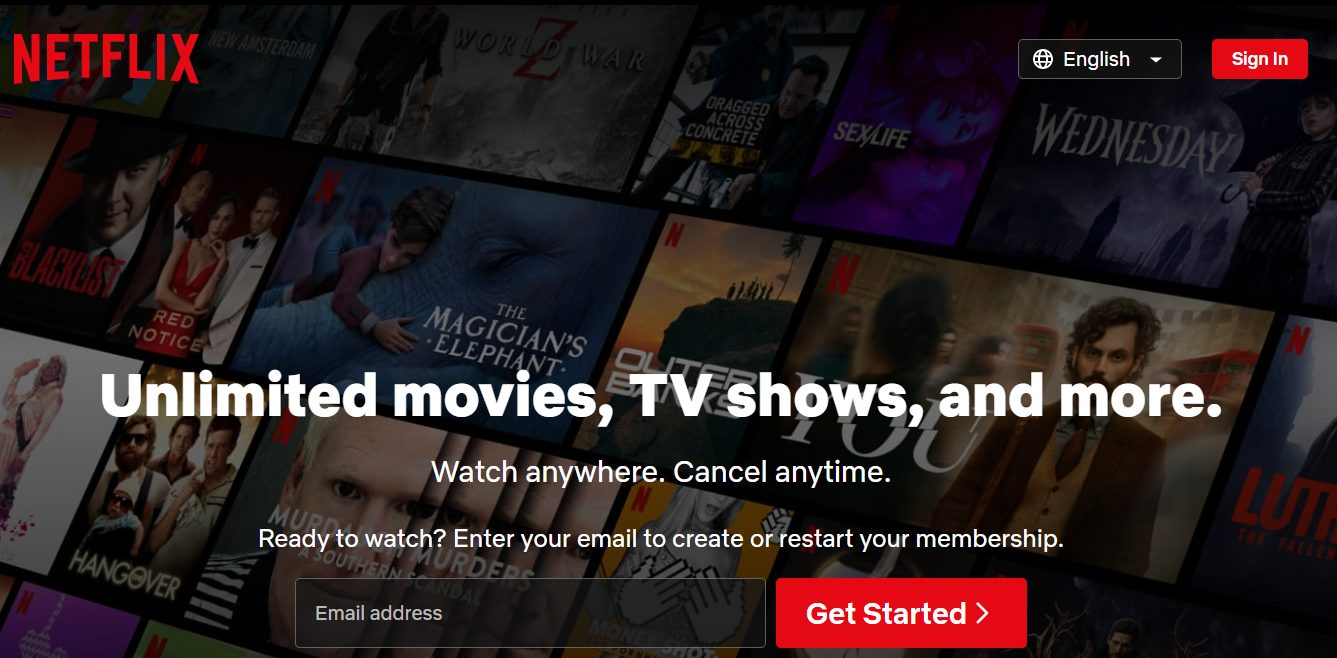 NETFLIX
NEW AMSTERDAM
WORLD WAR
Z
English
Sign In
DRAGGED
ACROSS
CONCRETE
SEX/LIFE
WEDNESDAY
BLACKLIST
RED
NOTICE
THE
MAGICIAN'S
ELEPHANT
OUTER
BANKS
YOU
Unlimited movies, TV shows, and more.
Watch anywhere. Cancel anytime.
Ready to watch? Enter your email to create or restart your membership.
HANGOVER
MURDAUGH MURDERS
A SOUTHERN SCANDAL
LUTH
THE FALLEN
Email address
Get Started
MONEY SHOT